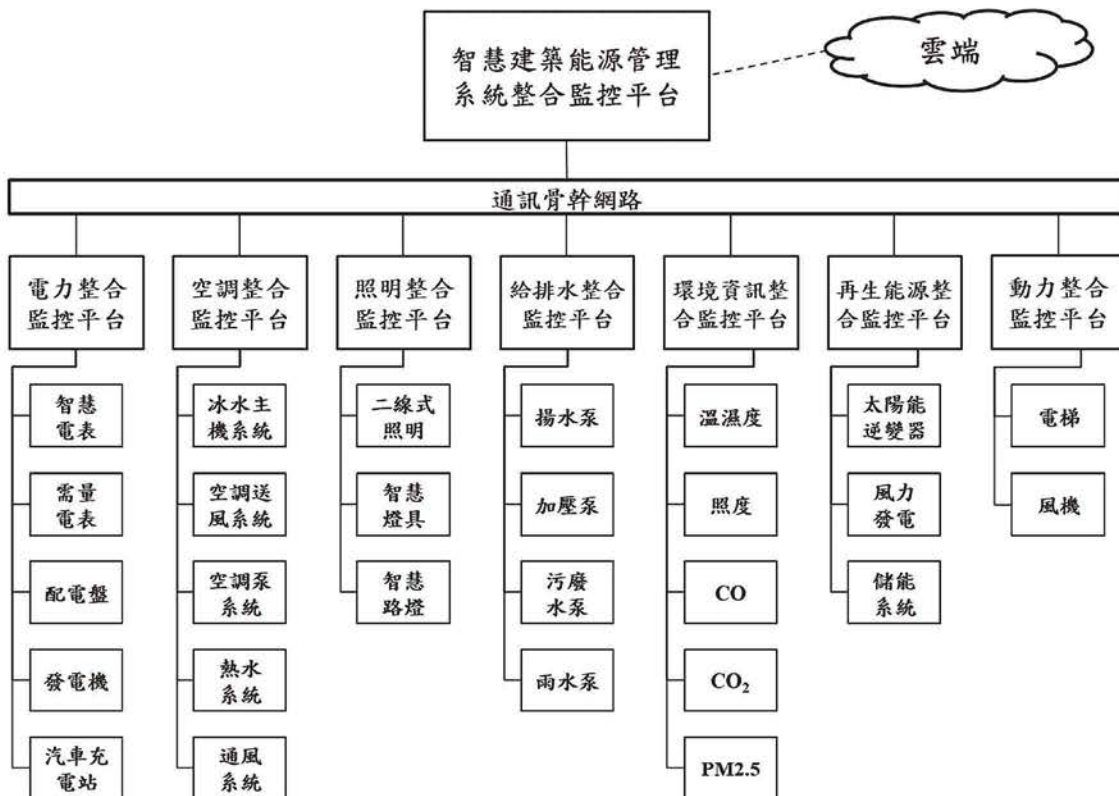 智慧建築能源管理
系統整合監控平台
雲端
通訊骨幹網路
電力整合
監控平台
空調整合
監控平台
照明整合
監控平台
給排水整合
監控平台
環境資訊整
合監控平台
再生能源整
合監控平台
動力整合
監控平台
智慧
電表
需量
電表
配電盤
發電機
汽車充
電站
冰水主
機系統
空調送
風系統
空調泵
系統
熱水
系統
通風
系統
二線式
照明
智慧
燈具
智慧
路燈
揚水泵
加壓泵
污廢
水泵
雨水泵
溫濕度
照度
CO
CO₂
PM2.5
太陽能
逆變器
風力
發電
儲能
系統
電梯
風機